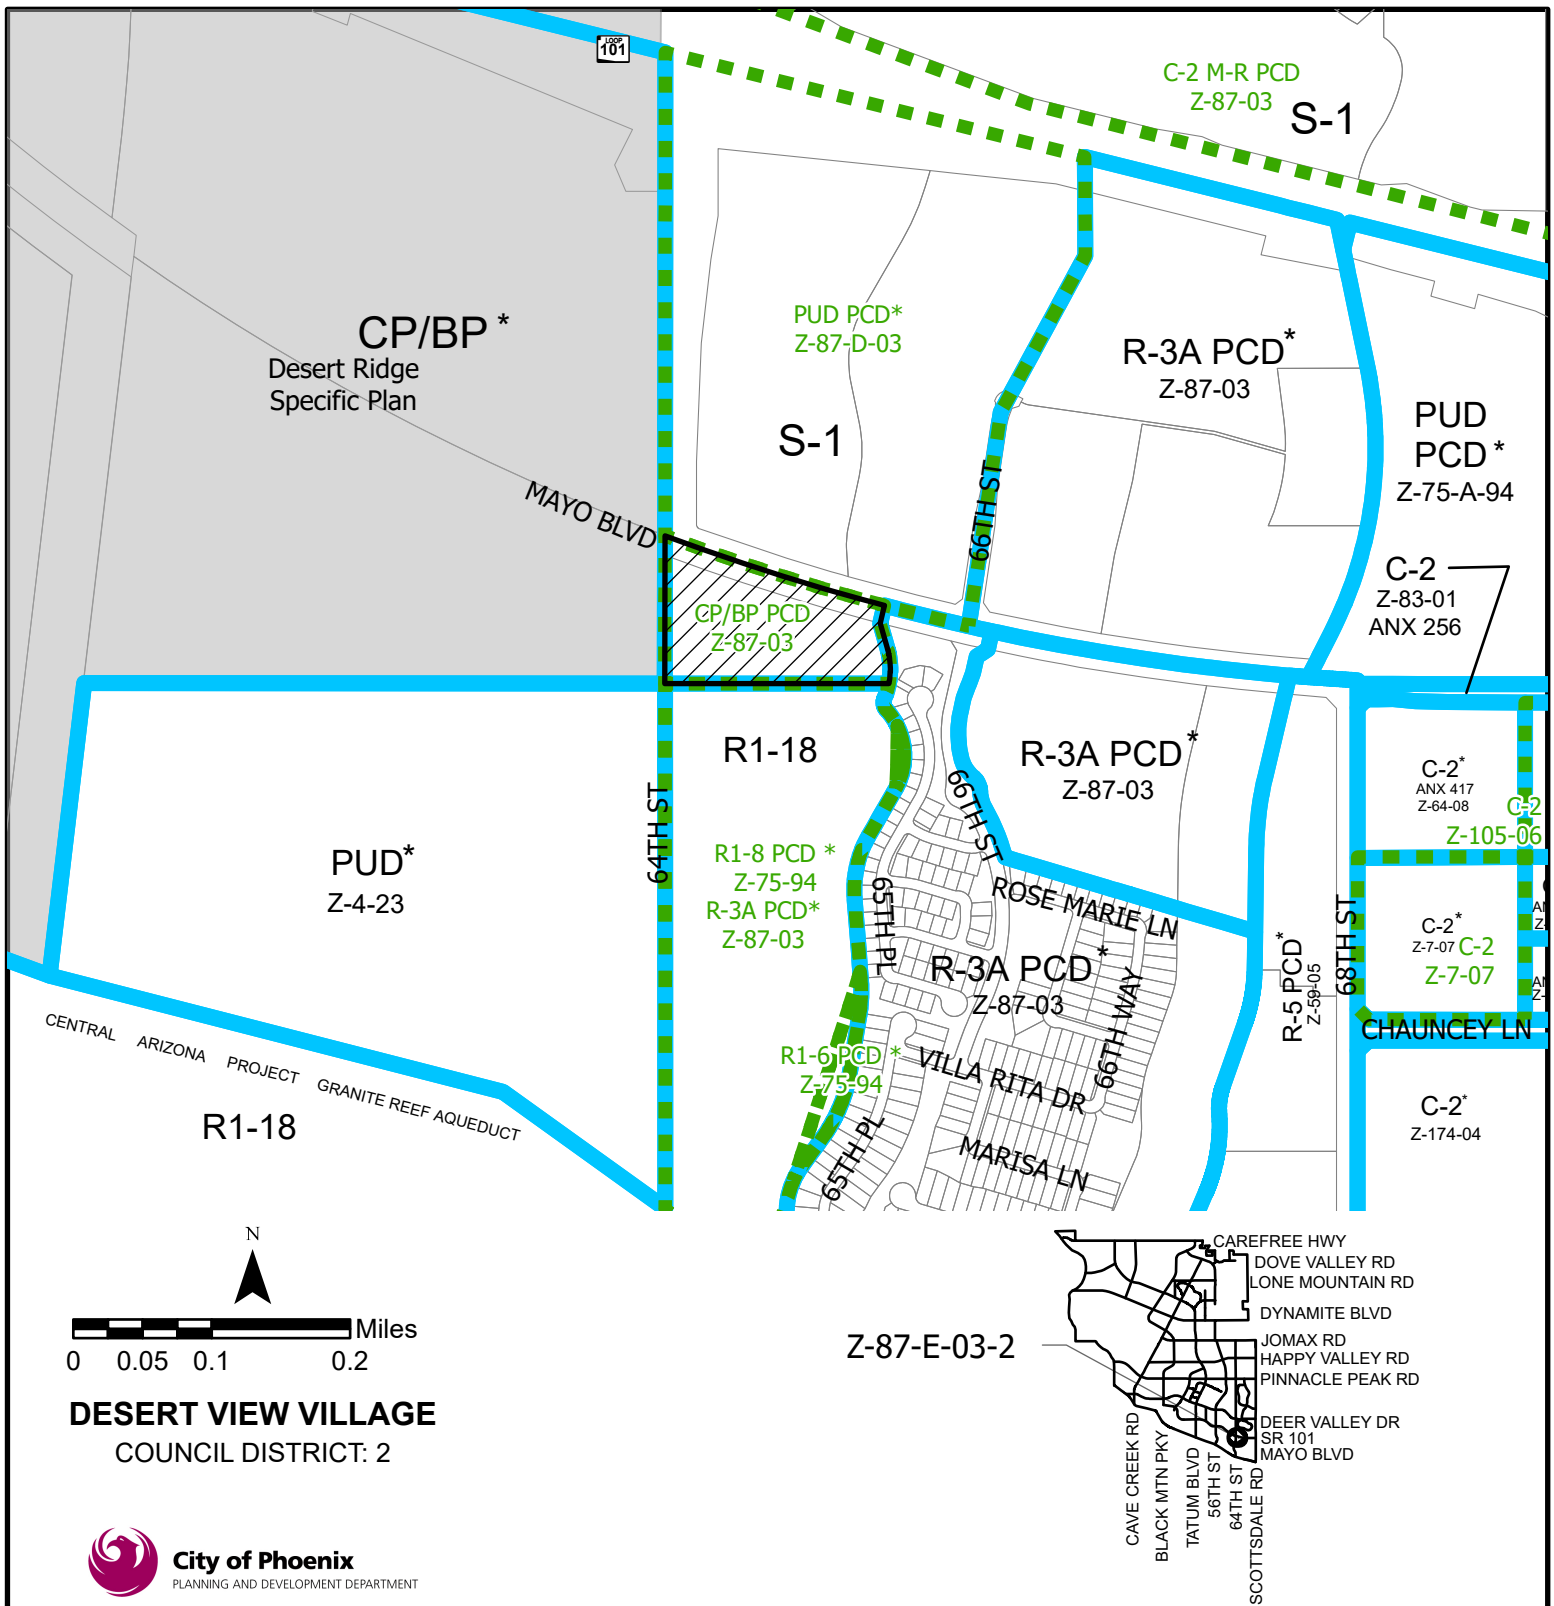 LOOP
101
C-2 M-R PCD
Z-87-03
S-1
CP/BP *
Desert Ridge
Specific Plan
PUD PCD*
Z-87-D-03
S-1
R-3A PCD*
Z-87-03
PUD
PCD *
Z-75-A-94
MAYO BLVD
66TH ST
C-2
Z-83-01
ANX 256
CP/BP PCD
Z-87-03
R1-18
R-3A PCD*
Z-87-03
66TH ST
C-2*
ANX 417
Z-64-08
C-2
Z-105-06
64TH ST
PUD*
Z-4-23
R1-8 PCD *
Z-75-94
R-3A PCD*
Z-87-03
65TH PL
ROSE MARIE LN
R-3A PCD *
Z-87-03
66TH WAY
R-5 PCD*
Z-59-05
68TH ST
C-2*
Z-7-07
C-2
Z-7-07
CHAUNCEY LN
CENTRAL ARIZONA PROJECT GRANITE REEF AQUEDUCT
R1-6 PCD *
Z-75-94
VILLA RITA DR
65TH PL
MARISA LN
C-2*
Z-174-04
R1-18
N
Miles
0 0.05 0.1 0.2
DESERT VIEW VILLAGE
COUNCIL DISTRICT: 2
Z-87-E-03-2
CAREFREE HWY
DOVE VALLEY RD
LONE MOUNTAIN RD
DYNAMITE BLVD
JOMAX RD
HAPPY VALLEY RD
PINNACLE PEAK RD
DEER VALLEY DR
SR 101
MAYO BLVD
CAVE CREEK RD
BLACK MTN PKY
TATUM BLVD
56TH ST
64TH ST
SCOTTSDALE RD
City of Phoenix
PLANNING AND DEVELOPMENT DEPARTMENT